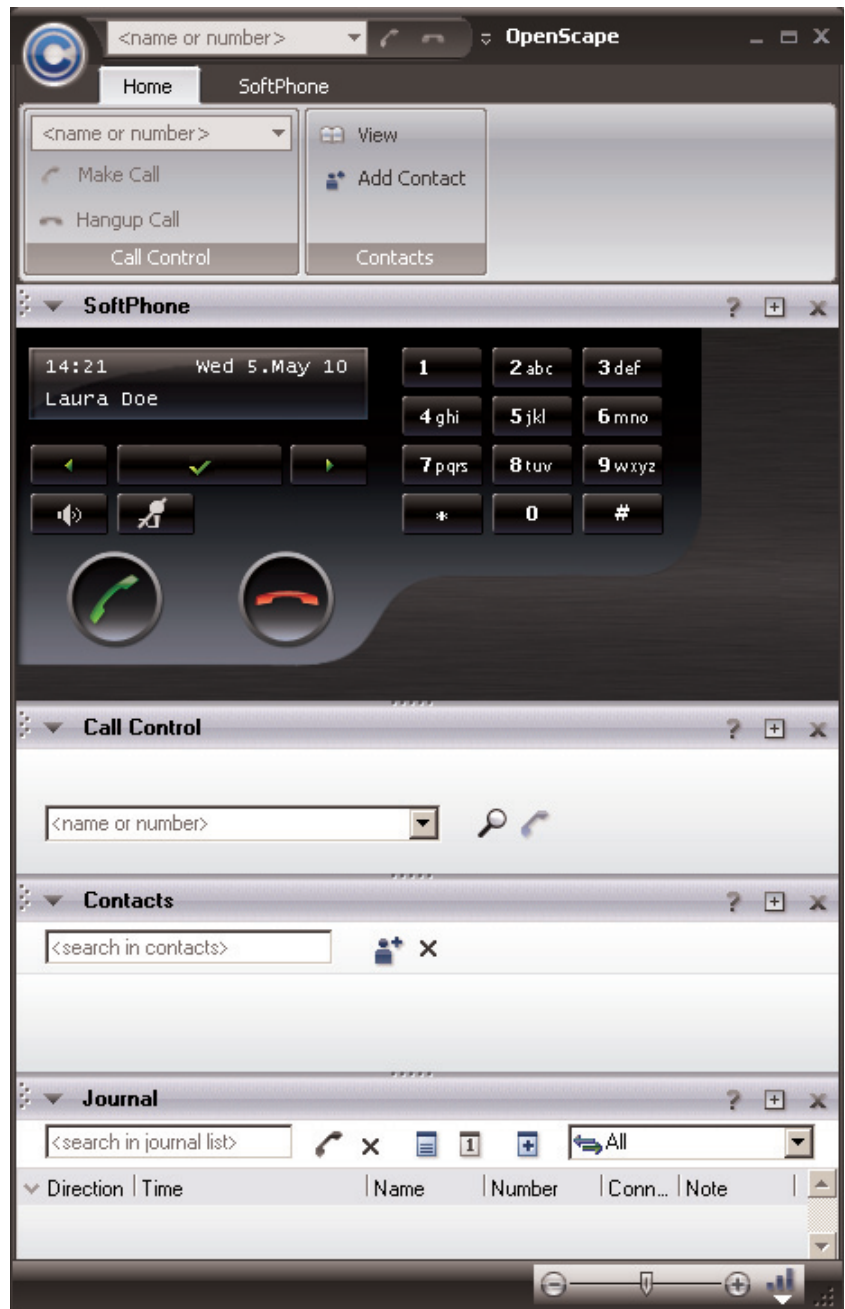 <name or number> OpenScape
Home SoftPhone
<name or number> View
Make Call Add Contact
Hangup Call
Call Control Contacts
SoftPhone ?
14:21 Wed 5.May 10
Laura Doe
1 2 abc 3 def
4 ghi 5 jkl 6 mno
7 pqrs 8 tuv 9 wxyz
* 0 #
Call Control ?
<name or number>
Contacts ?
<search in contacts>
Journal ?
<search in journal list> 1 All
Direction Time Name Number Conn... Note